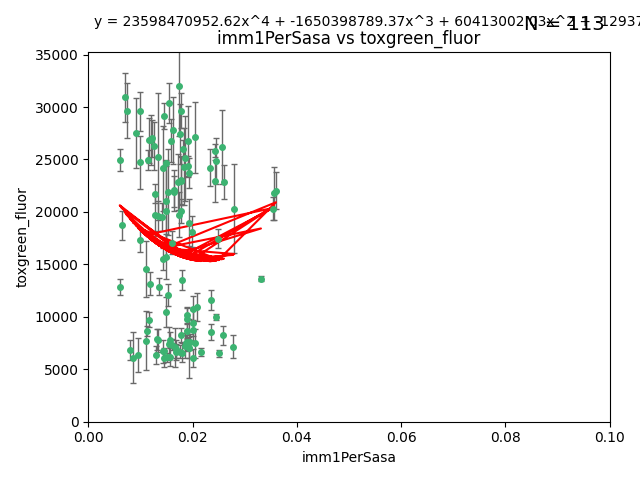 y = 23598470952.62x^4 + -1650398789.37x^3 + 60413002
N = 113
imm1PerSasa vs toxgreen_fluor
35000
30000
25000
20000
15000
10000
5000
0
toxgreen_fluor
0.00 0.02 0.04 0.06 0.08 0.10
imm1PerSasa